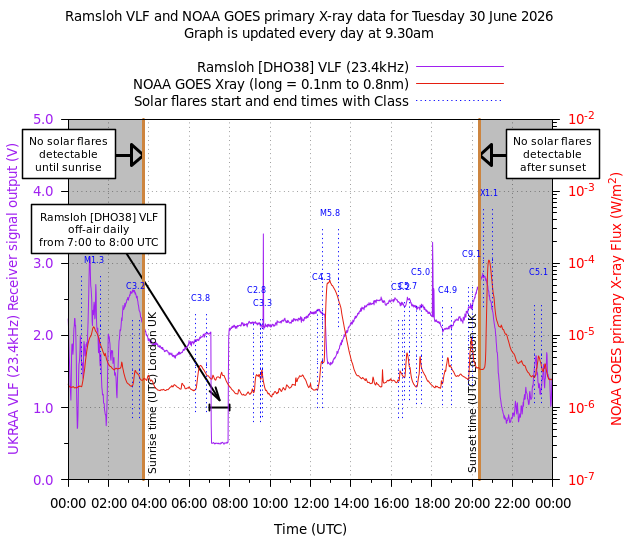 Ramsloh VLF and NOAA GOES primary X-ray data for Tuesday 30 June 2026
Graph is updated every day at 9.30am
Ramsloh [DHO38] VLF (23.4kHz)
NOAA GOES Xray (long = 0.1nm to 0.8nm)
Solar flares start and end times with Class
5.0
4.0
3.0
2.0
1.0
0.0
UKRAA VLF (23.4kHz) Receiver signal output (V)
10-2
10-3
10-4
10-5
10-6
10-7
NOAA GOES primary X-ray Flux (W/m2)
No solar flares
detectable
until sunrise
No solar flares
detectable
after sunset
Ramsloh [DHO38] VLF
off-air daily
from 7:00 to 8:00 UTC
M1.3
C3.2
C3.8
C2.8
C3.3
M5.8
C4.3
C5.0
C4.9
C9.1
X1.1
C5.1
Sunrise time (UTC) London UK
Sunset time (UTC) London UK
00:00 02:00 04:00 06:00 08:00 10:00 12:00 14:00 16:00 18:00 20:00 22:00 00:00
Time (UTC)